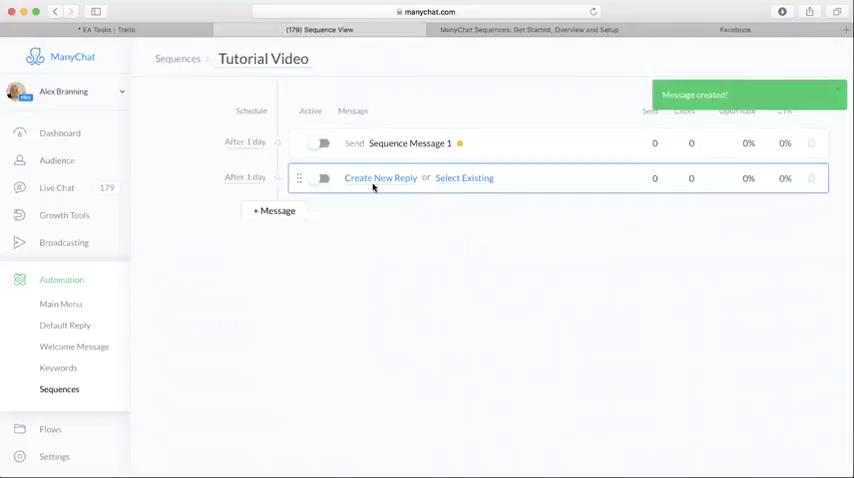 manychat.com
* EA Tasks | Trello
(179) Sequence View
ManyChat Sequences: Get Started, Overview and Setup
Facebook
ManyChat
Sequences
Tutorial Video
Alex Branning
PRO
Message created!
Schedule Active Message Sent Clicks Open Rate CTR
Dashboard
After 1 day Send Sequence Message 1 0 0 0% 0%
Audience
After 1 day Create New Reply or Select Existing 0 0 0% 0%
Live Chat 179
+ Message
Growth Tools
Broadcasting
Automation
Main Menu
Default Reply
Welcome Message
Keywords
Sequences
Flows
Settings